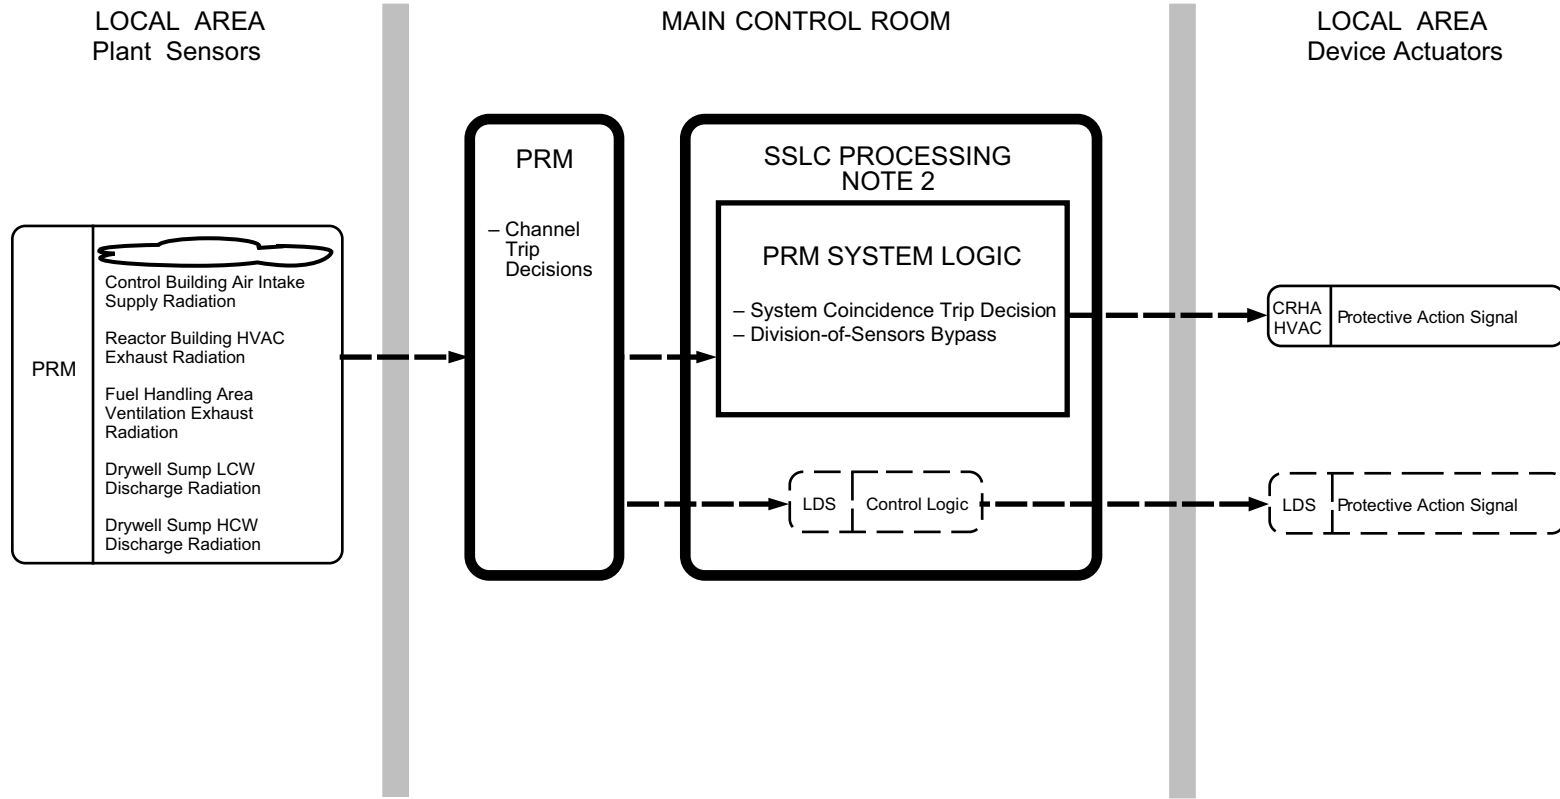 LOCAL AREA
Plant Sensors
MAIN CONTROL ROOM
LOCAL AREA
Device Actuators
PRM
Control Building Air Intake
Supply Radiation
Reactor Building HVAC
Exhaust Radiation
Fuel Handling Area
Ventilation Exhaust
Radiation
Drywell Sump LCW
Discharge Radiation
Drywell Sump HCW
Discharge Radiation
PRM
– Channel
Trip
Decisions
SSLC PROCESSING
NOTE 2
PRM SYSTEM LOGIC
– System Coincidence Trip Decision
– Division-of-Sensors Bypass
LDS
Control Logic
CRHA
HVAC
Protective Action Signal
LDS
Protective Action Signal